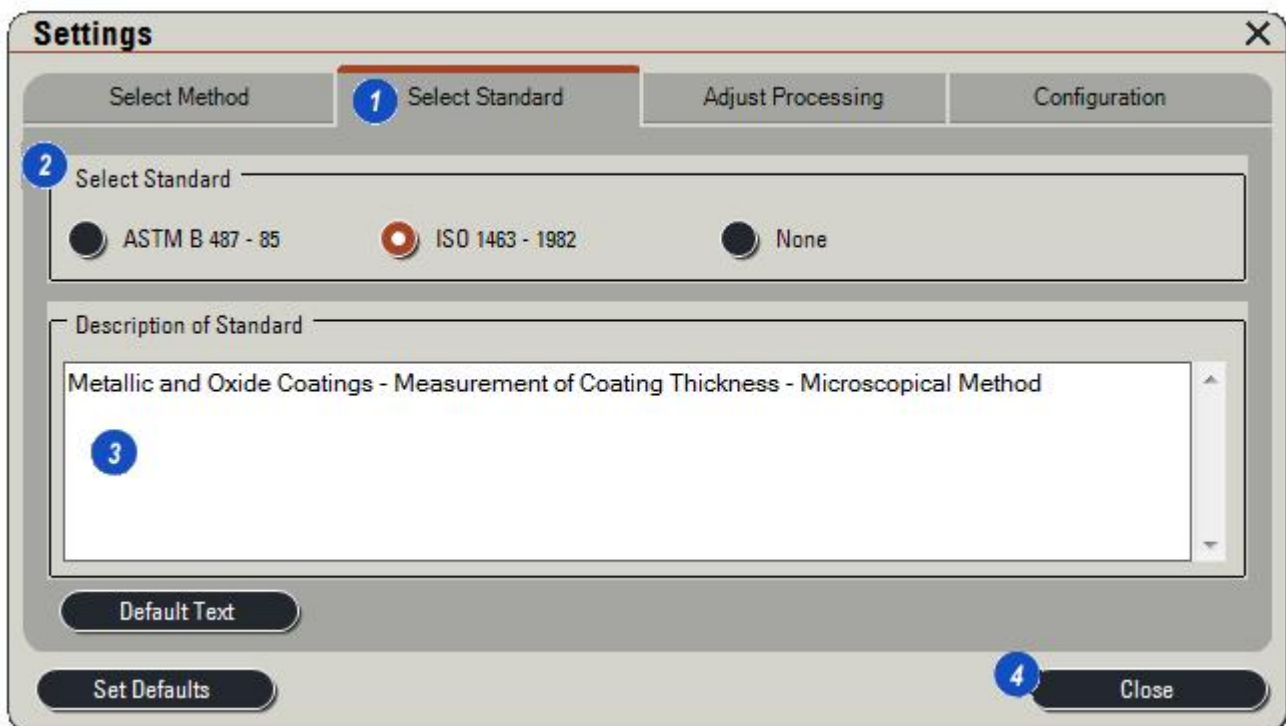 Settings
Select Method
1 Select Standard
Adjust Processing
Configuration
2
Select Standard
ASTM B 487 - 85
ISO 1463 - 1982
None
Description of Standard
Metallic and Oxide Coatings - Measurement of Coating Thickness - Microscopical Method
3
Default Text
Set Defaults
4
Close